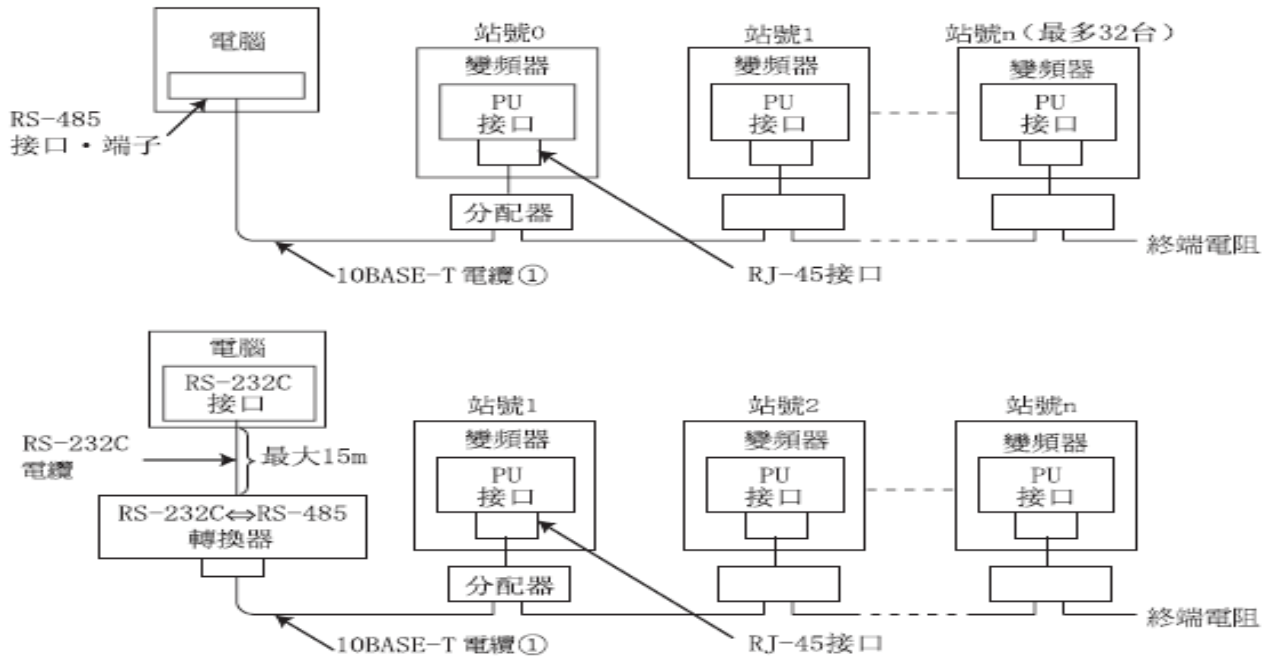 站號0
站號1
站號n(最多32台)
電腦
變頻器
變頻器
變頻器
PU
接口
PU
接口
PU
接口
RS-485
接口・端子
分配器
終端電阻
10BASE-T 電纜①
RJ-45接口
電腦
RS-232C
接口
站號1
站號2
站號n
RS-232C
電纜
最大15m
變頻器
變頻器
變頻器
PU
接口
PU
接口
PU
接口
RS-232C⇔RS-485
轉換器
分配器
終端電阻
10BASE-T 電纜①
RJ-45接口